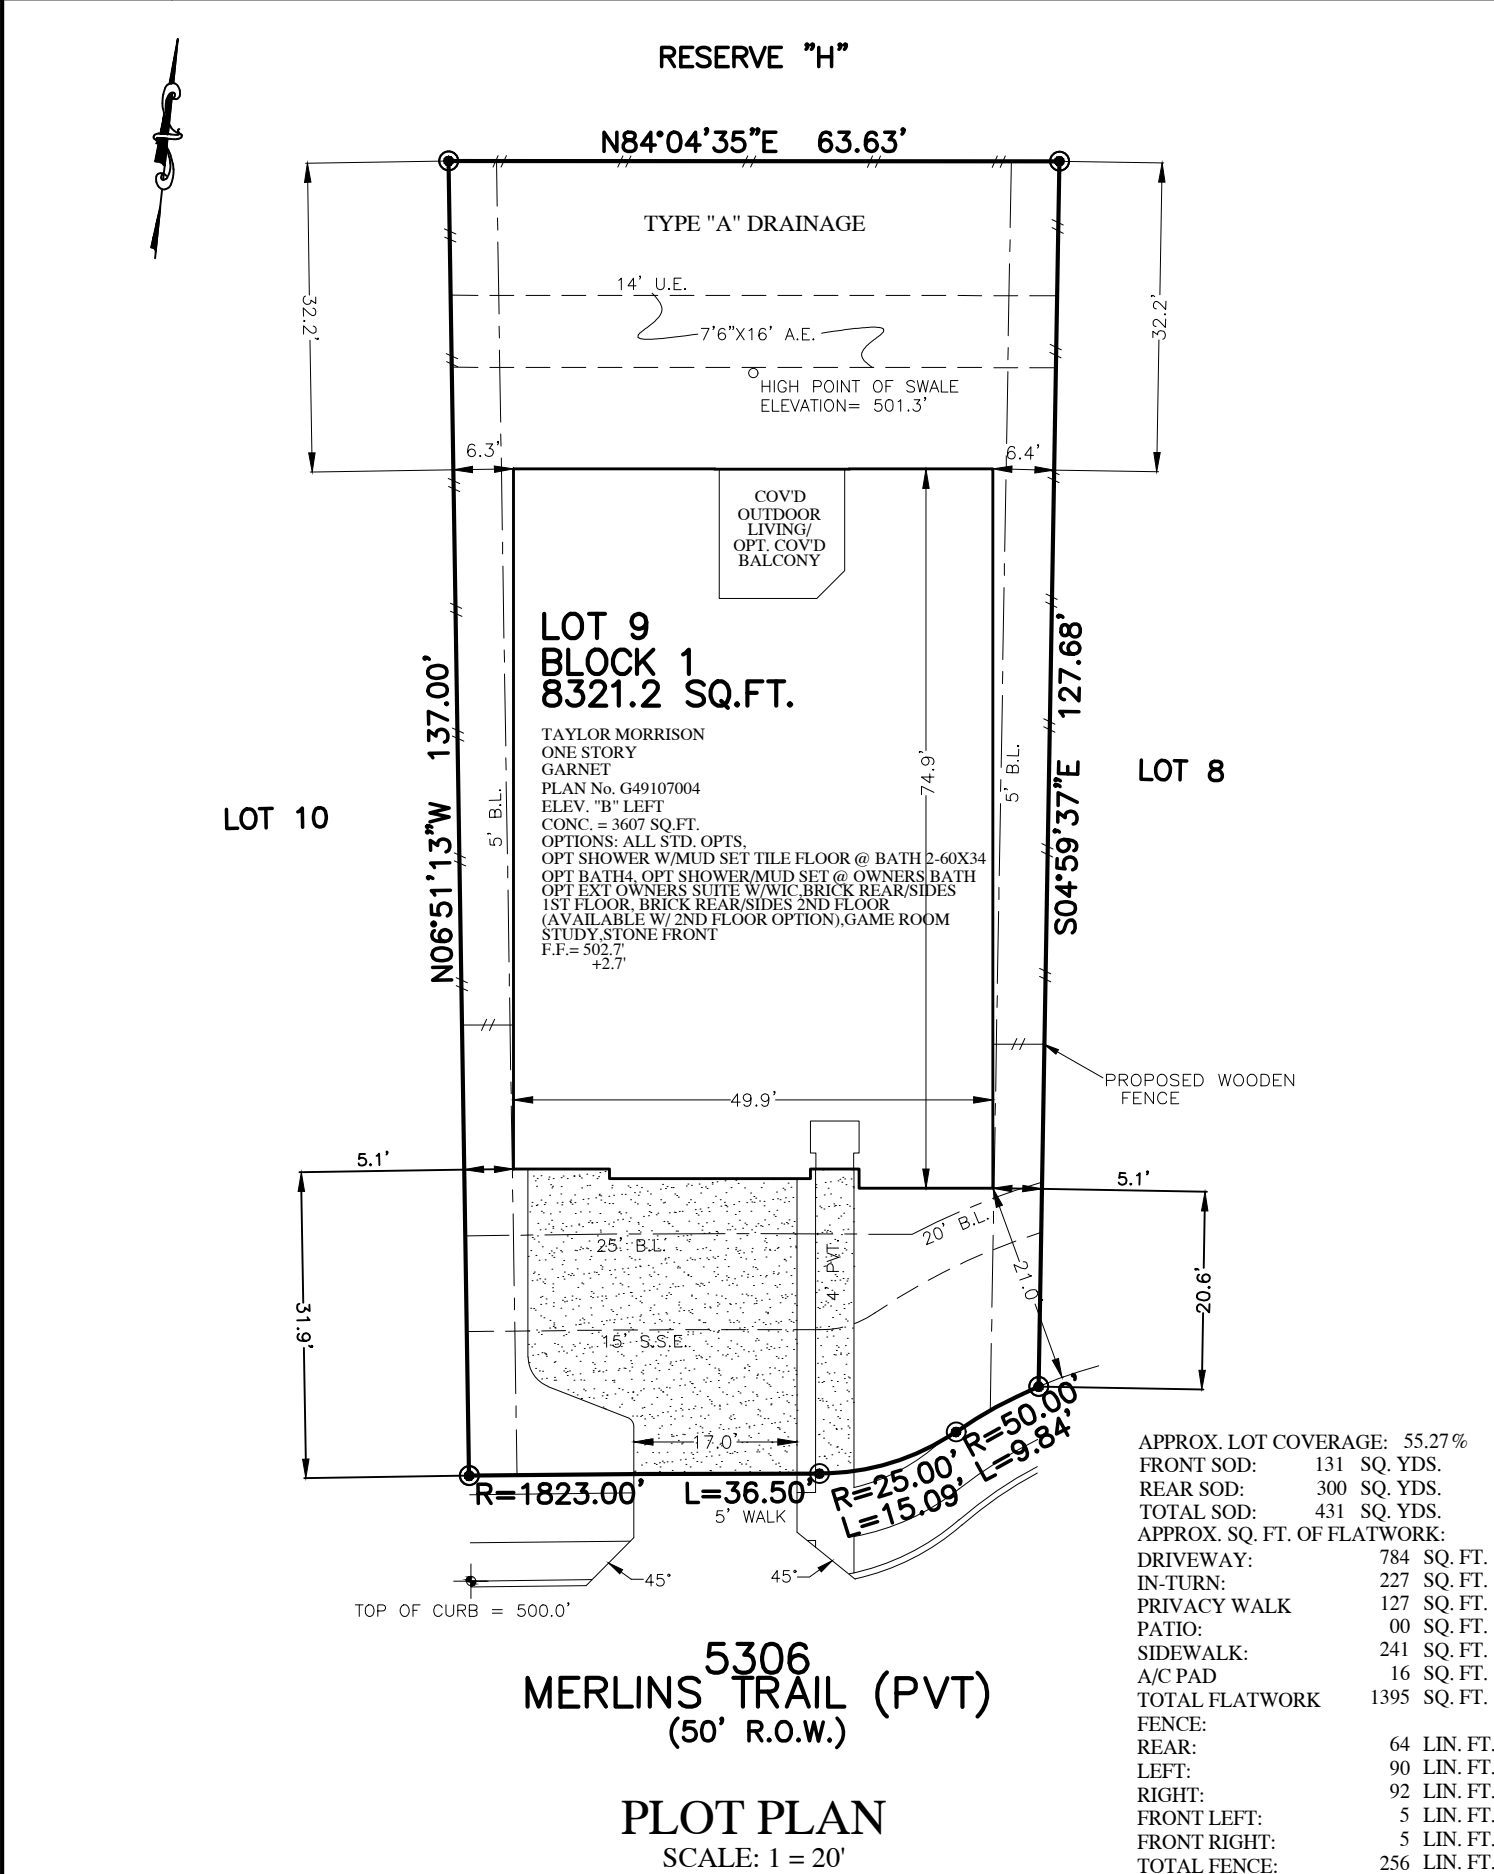 RESERVE "H"
N84°04'35"E 63.63'
TYPE "A" DRAINAGE
14' U.E.
32.2'
32.2'
7'6"X16' A.E.
HIGH POINT OF SWALE
ELEVATION= 501.3'
6.3'
6.4'
COV'D
OUTDOOR
LIVING/
OPT. COV'D
BALCONY
LOT 9
BLOCK 1
8321.2 SQ.FT.
N06°51'13"W 137.00'
S04°59'37"E 127.68'
TAYLOR MORRISON
ONE STORY
GARNET
PLAN No. G49107004
ELEV. "B" LEFT
CONC. = 3607 SQ.FT.
OPTIONS: ALL STD. OPTS,
OPT SHOWER W/MUD SET TILE FLOOR @ BATH 2-60X34
OPT BATH4, OPT SHOWER/MUD SET @ OWNERS BATH
OPT EXT OWNERS SUITE W/WIC,BRICK REAR/SIDES
1ST FLOOR, BRICK REAR/SIDES 2ND FLOOR
(AVAILABLE W/ 2ND FLOOR OPTION),GAME ROOM
STUDY,STONE FRONT
F.F.= 502.7'
+2.7'
74.9'
5' B.L.
5' B.L.
LOT 8
LOT 10
PROPOSED WOODEN
FENCE
49.9'
5.1'
5.1'
25' B.L.
20' B.L.
4' PVT.
21.0'
31.9'
20.6'
15' S.S.E.
17.0'
R=1823.00' L=36.50'
R=25.00'
L=15.09'
R=50.00'
L=9.84'
5' WALK
45°
45°
TOP OF CURB = 500.0'
5306
MERLINS TRAIL (PVT)
(50' R.O.W.)
PLOT PLAN
SCALE: 1 = 20'
APPROX. LOT COVERAGE: 55.27%
FRONT SOD: 131 SQ. YDS.
REAR SOD: 300 SQ. YDS.
TOTAL SOD: 431 SQ. YDS.
APPROX. SQ. FT. OF FLATWORK:
DRIVEWAY: 784 SQ. FT.
IN-TURN: 227 SQ. FT.
PRIVACY WALK 127 SQ. FT.
PATIO: 00 SQ. FT.
SIDEWALK: 241 SQ. FT.
A/C PAD 16 SQ. FT.
TOTAL FLATWORK 1395 SQ. FT.
FENCE:
REAR: 64 LIN. FT.
LEFT: 90 LIN. FT.
RIGHT: 92 LIN. FT.
FRONT LEFT: 5 LIN. FT.
FRONT RIGHT: 5 LIN. FT.
TOTAL FENCE: 256 LIN. FT.